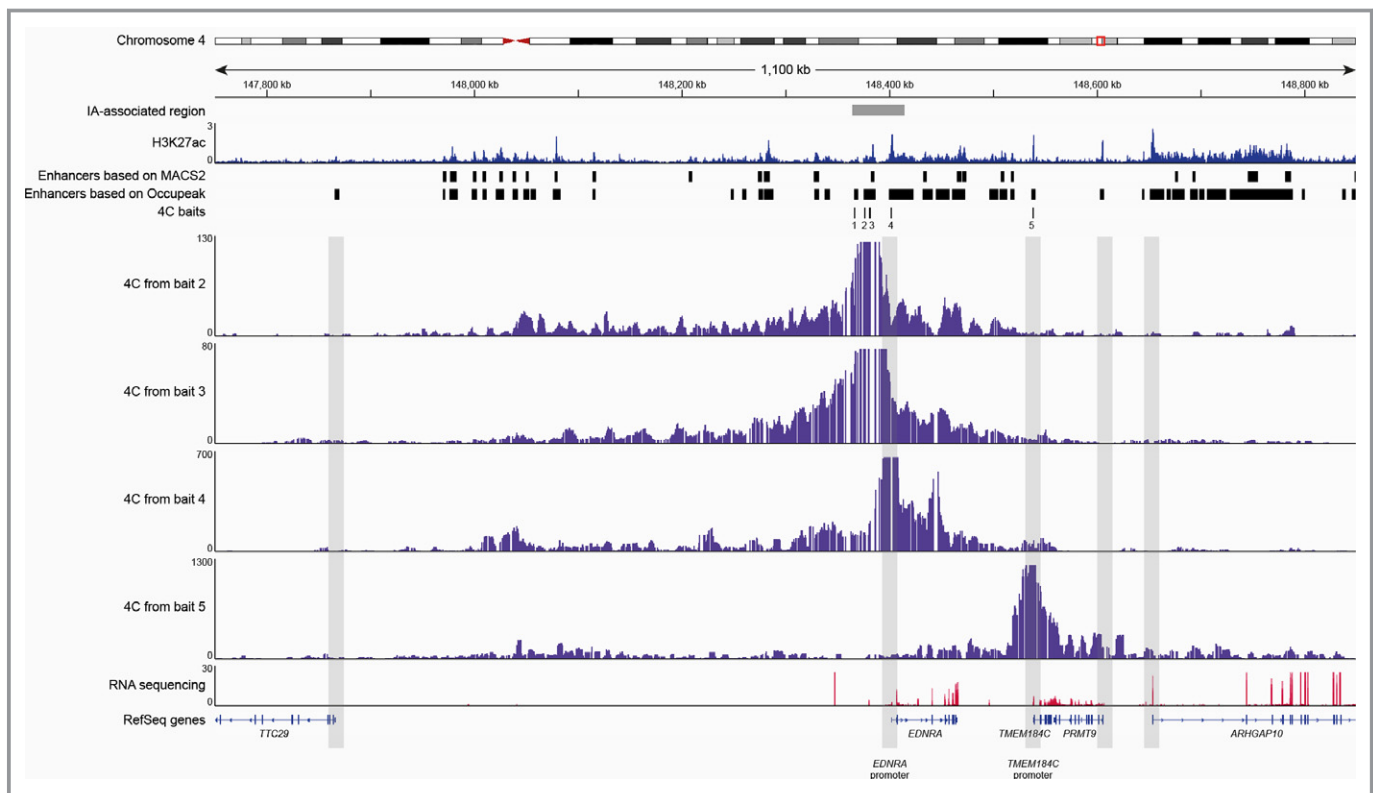 Chromosome 4
1,100 kb
147,800 kb 148,000 kb 148,200 kb 148,400 kb 148,600 kb 148,800 kb
IA-associated region
3
H3K27ac
0
Enhancers based on MACS2
Enhancers based on Occupeak
4C baits
1 2 3 4 5
130
4C from bait 2
0
80
4C from bait 3
0
700
4C from bait 4
0
1300
4C from bait 5
0
30
RNA sequencing
0
RefSeq genes
TTC29 EDNRA TMEM184C PRMT9 ARHGAP10
EDNRA TMEM184C
promoter promoter